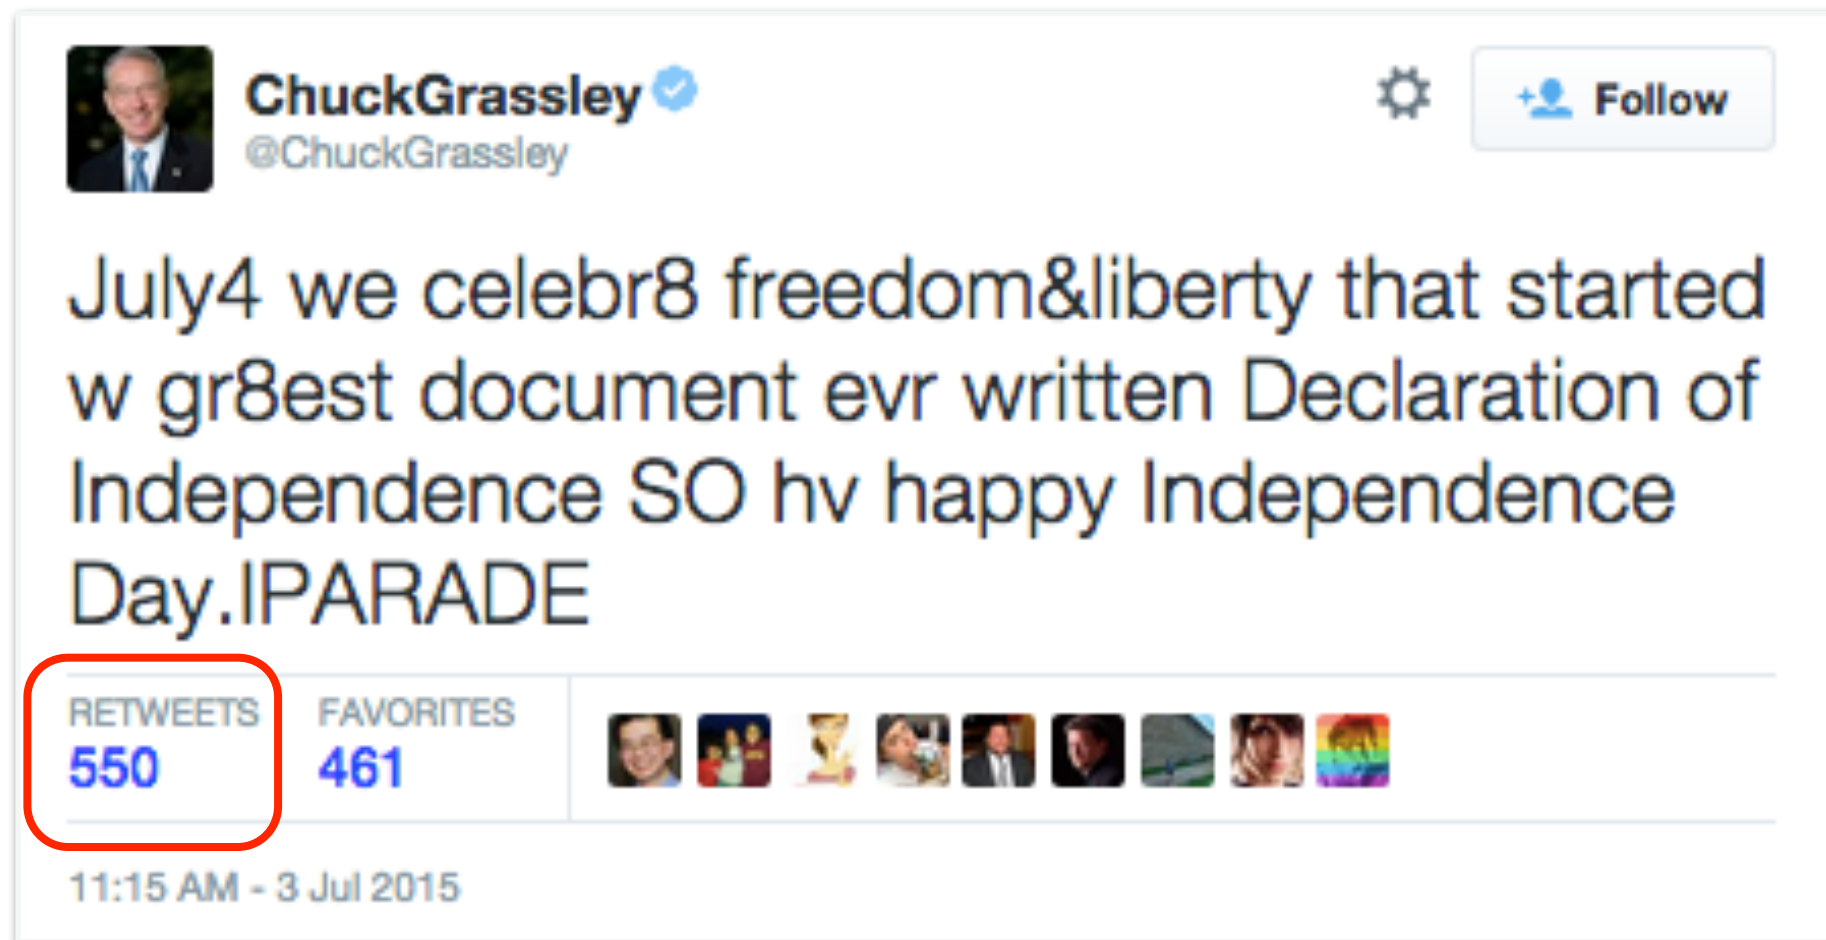 ChuckGrassley
@ChuckGrassley
Follow
July4 we celebr8 freedom&liberty that started
w gr8est document evr written Declaration of
Independence SO hv happy Independence
Day.IPARADE
RETWEETS FAVORITES
550 461
11:15 AM - 3 Jul 2015